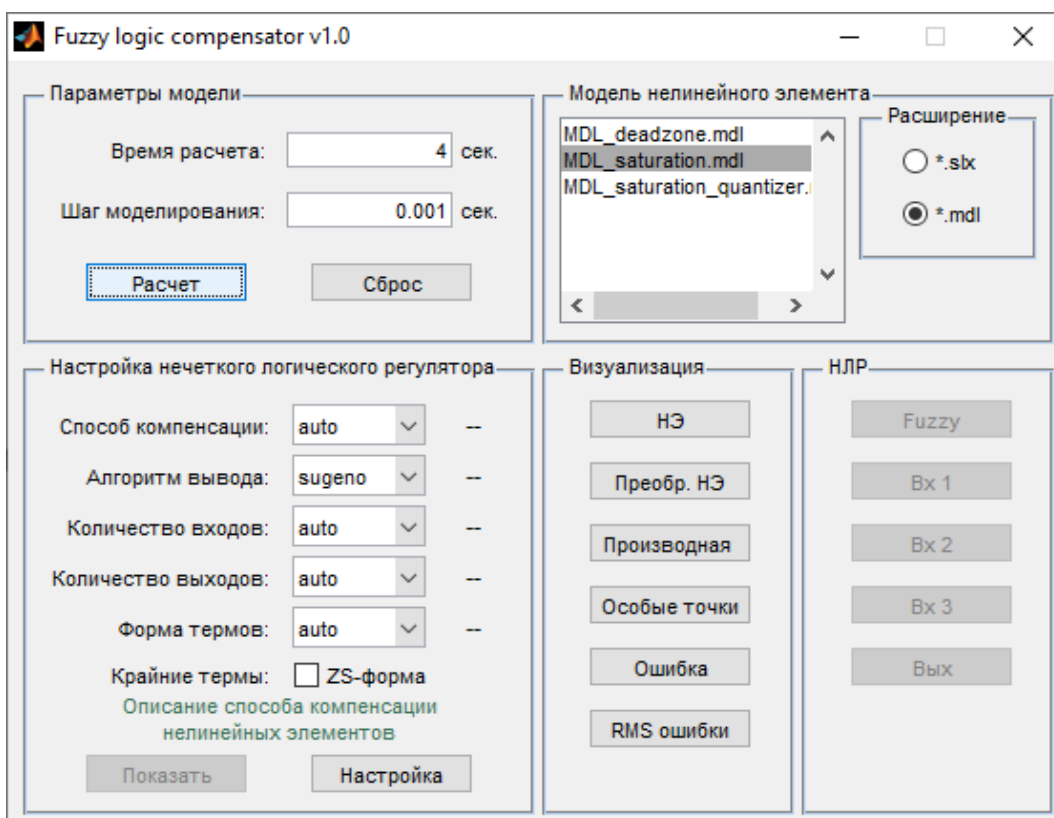 Fuzzy logic compensator v1.0
Параметры модели
Время расчета: 4 сек.
Шаг моделирования: 0.001 сек.
Расчет Сброс
Модель нелинейного элемента
MDL_deadzone.mdl
MDL_saturation.mdl
MDL_saturation_quantizer.
Расширение
*.slx
*.mdl
Настройка нечеткого логического регулятора
Способ компенсации: auto --
Алгоритм вывода: sugeno --
Количество входов: auto --
Количество выходов: auto --
Форма термов: auto --
Крайние термы: ZS-форма
Описание способа компенсации
нелинейных элементов
Показать Настройка
Визуализация
НЭ
Преобр. НЭ
Производная
Особые точки
Ошибка
RMS ошибки
НЛР
Fuzzy
Вх 1
Вх 2
Вх 3
Вых